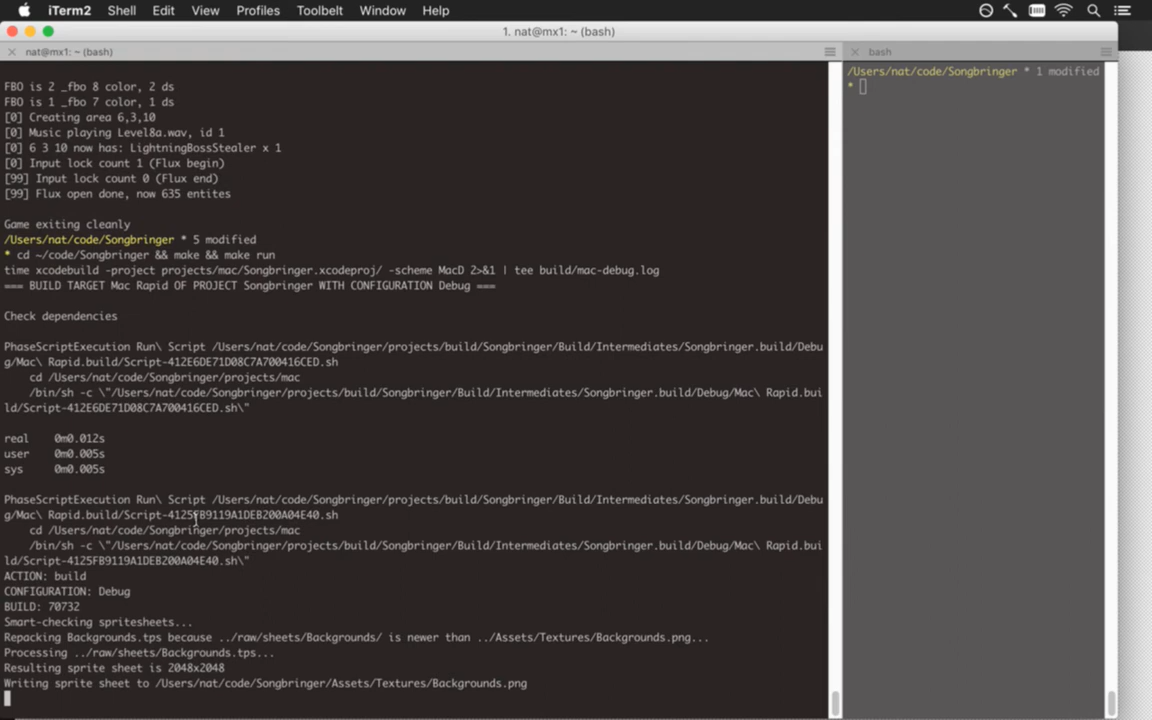 iTerm2 Shell Edit View Profiles Toolbelt Window Help
1. nat@mx1: ~ (bash)
nat@mx1: ~ (bash)
bash
FBO is 2 _fbo 8 color, 2 ds
FBO is 1 _fbo 7 color, 1 ds
[0] Creating area 6,3,10
[0] Music playing Level8a.wav, id 1
[0] 6 3 10 now has: LightningBossStealer x 1
[0] Input lock count 1 (Flux begin)
[99] Input lock count 0 (Flux end)
[99] Flux open done, now 635 entites
Game exiting cleanly
/Users/nat/code/Songbringer * 5 modified
* cd ~/code/Songbringer && make && make run
time xcodebuild -project projects/mac/Songbringer.xcodeproj/ -scheme MacD 2>&1 | tee build/mac-debug.log
=== BUILD TARGET Mac Rapid OF PROJECT Songbringer WITH CONFIGURATION Debug ===
Check dependencies
PhaseScriptExecution Run\ Script /Users/nat/code/Songbringer/projects/build/Songbringer/Build/Intermediates/Songbringer.build/Debu
g/Mac\ Rapid.build/Script-412E6DE71D08C7A700416CED.sh
cd /Users/nat/code/Songbringer/projects/mac
/bin/sh -c \"/Users/nat/code/Songbringer/projects/build/Songbringer/Build/Intermediates/Songbringer.build/Debug/Mac\ Rapid.bui
ld/Script-412E6DE71D08C7A700416CED.sh\"
real 0m0.012s
user 0m0.005s
sys 0m0.005s
PhaseScriptExecution Run\ Script /Users/nat/code/Songbringer/projects/build/Songbringer/Build/Intermediates/Songbringer.build/Debu
g/Mac\ Rapid.build/Script-4125FB9119A1DEB200A04E40.sh
cd /Users/nat/code/Songbringer/projects/mac
/bin/sh -c \"/Users/nat/code/Songbringer/projects/build/Songbringer/Build/Intermediates/Songbringer.build/Debug/Mac\ Rapid.bui
ld/Script-4125FB9119A1DEB200A04E40.sh\"
ACTION: build
CONFIGURATION: Debug
BUILD: 70732
Smart-checking spritesheets...
Repacking Backgrounds.tps because ../raw/sheets/Backgrounds/ is newer than ../Assets/Textures/Backgrounds.png...
Processing ../raw/sheets/Backgrounds.tps...
Resulting sprite sheet is 2048x2048
Writing sprite sheet to /Users/nat/code/Songbringer/Assets/Textures/Backgrounds.png
/Users/nat/code/Songbringer * 1 modified
*